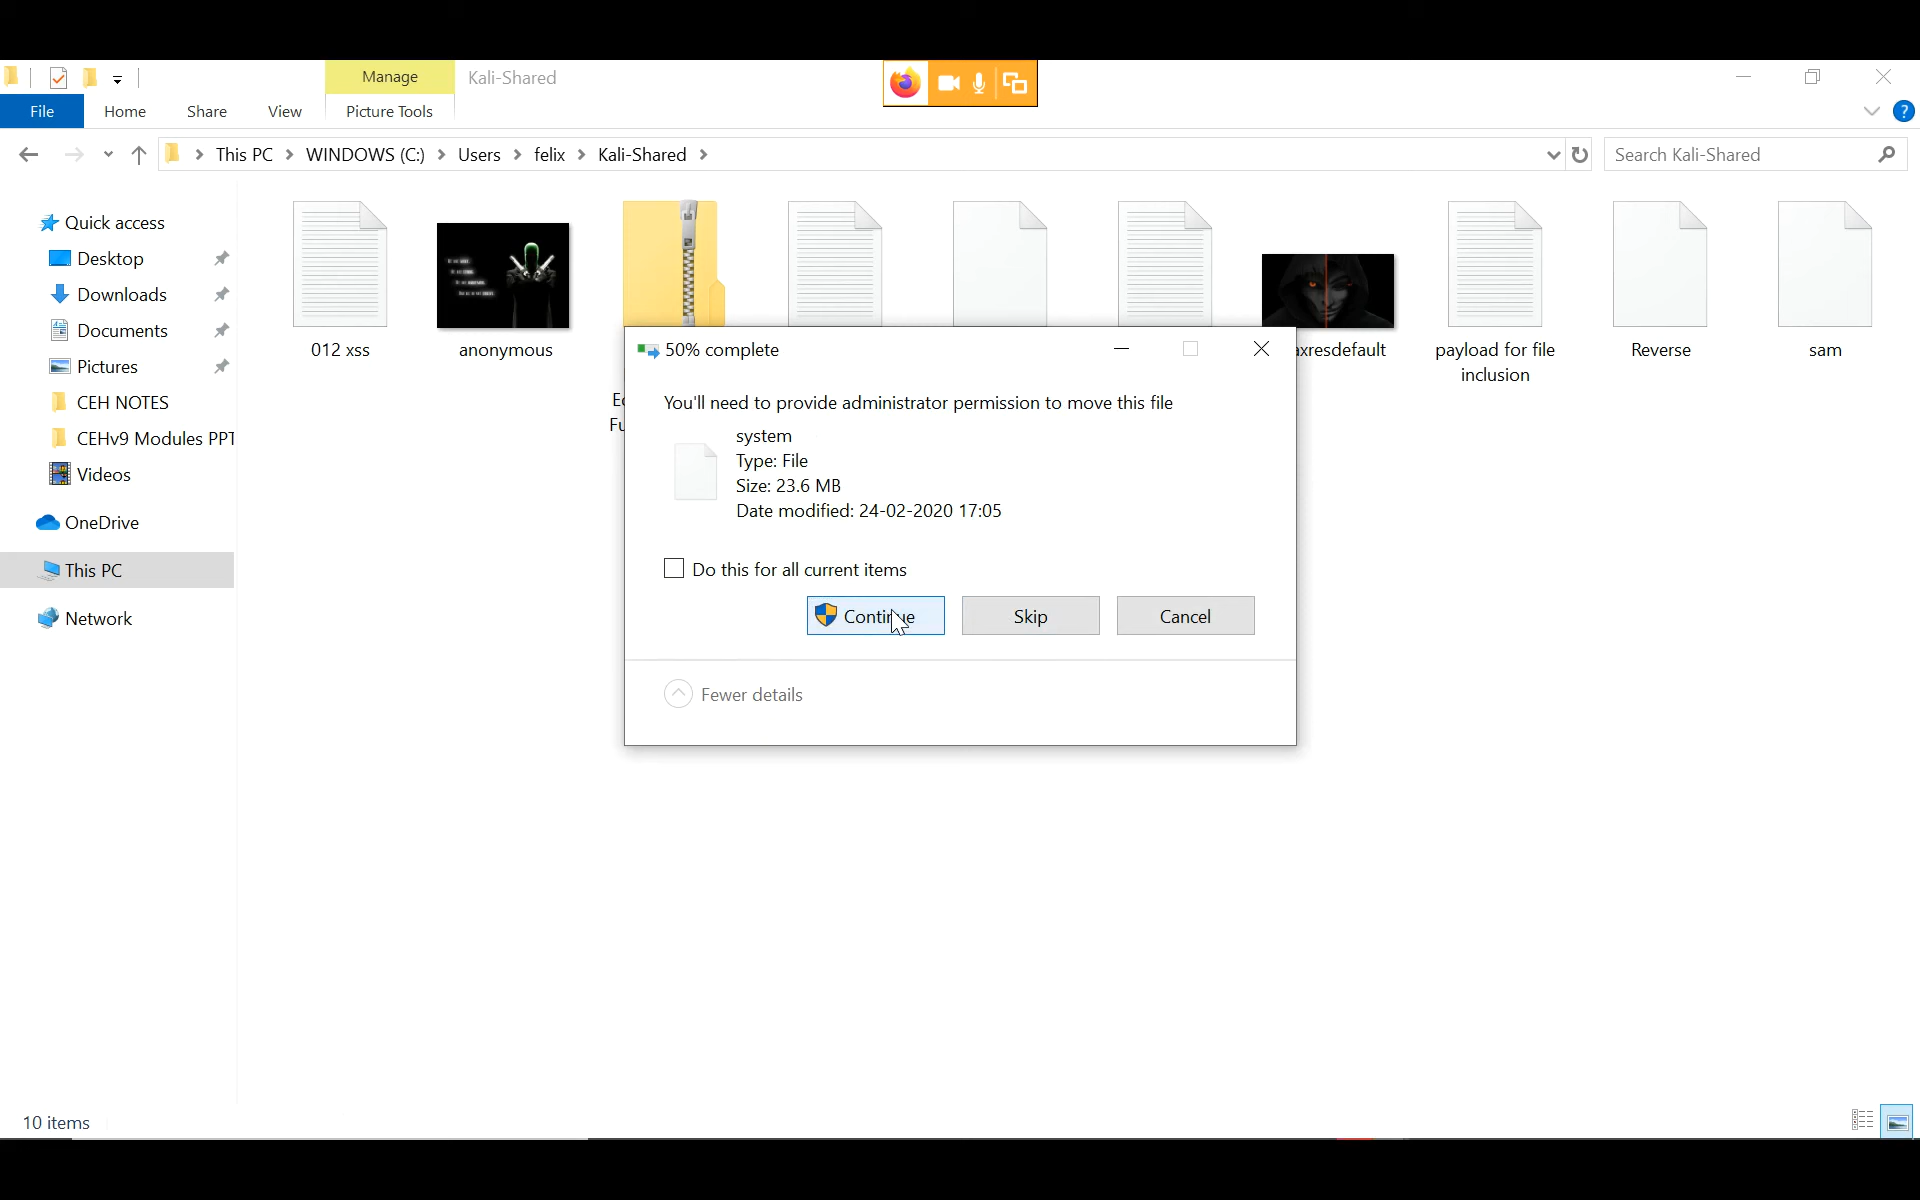 Manage
Kali-Shared
File
Home
Share
View
Picture Tools
This PC > WINDOWS (C:) > Users > felix > Kali-Shared >
Search Kali-Shared
Quick access
Desktop
Downloads
Documents
Pictures
CEH NOTES
CEHv9 Modules PPT
Videos
OneDrive
This PC
Network
012 xss
anonymous
axresdefault
payload for file
inclusion
Reverse
sam
50% complete
You'll need to provide administrator permission to move this file
system
Type: File
Size: 23.6 MB
Date modified: 24-02-2020 17:05
Do this for all current items
Continue
Skip
Cancel
Fewer details
10 items